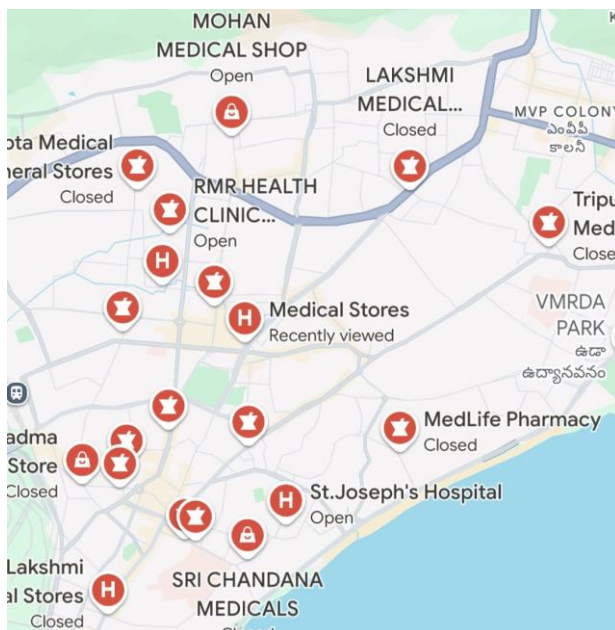 MOHAN
MEDICAL SHOP
Open
LAKSHMI
MEDICAL...
Closed
MVP COLONY
ఎంవీపీ
కాలనీ
ota Medical
neral Stores
Closed
RMR HEALTH
CLINIC...
Open
Tripu
Med
Close
H
Medical Stores
Recently viewed
VMRDA
PARK
ఉడా
ఉద్యానవనం
MedLife Pharmacy
Closed
adma
Store
Closed
H
St.Joseph's Hospital
Open
Lakshmi
al Stores
Closed
H
SRI CHANDANA
MEDICALS